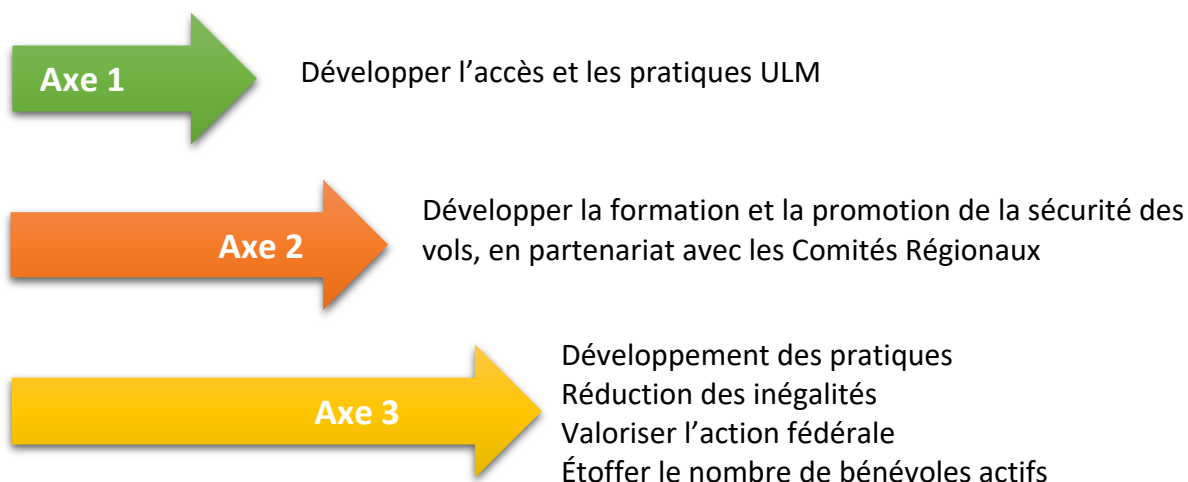 Axe 1
Développer l’accès et les pratiques ULM
Axe 2
Développer la formation et la promotion de la sécurité des
vols, en partenariat avec les Comités Régionaux
Axe 3
Développement des pratiques
Réduction des inégalités
Valoriser l’action fédérale
Étoffer le nombre de bénévoles actifs